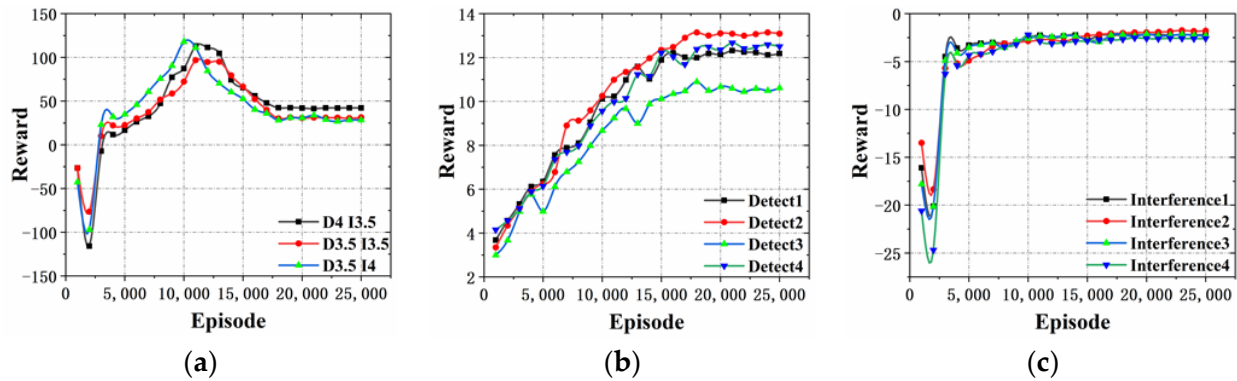 150
100
50
0
−50
−100
−150
Reward
0
5,000
10,000
15,000
20,000
25,000
Episode
D4 I3.5
D3.5 I3.5
D3.5 I4
(a)
14
12
10
8
6
4
2
Reward
0
5,000
10,000
15,000
20,000
25,000
Episode
Detect1
Detect2
Detect3
Detect4
(b)
0
−5
−10
−15
−20
−25
Reward
0
5,000
10,000
15,000
20,000
25,000
Episode
Interference1
Interference2
Interference3
Interference4
(c)